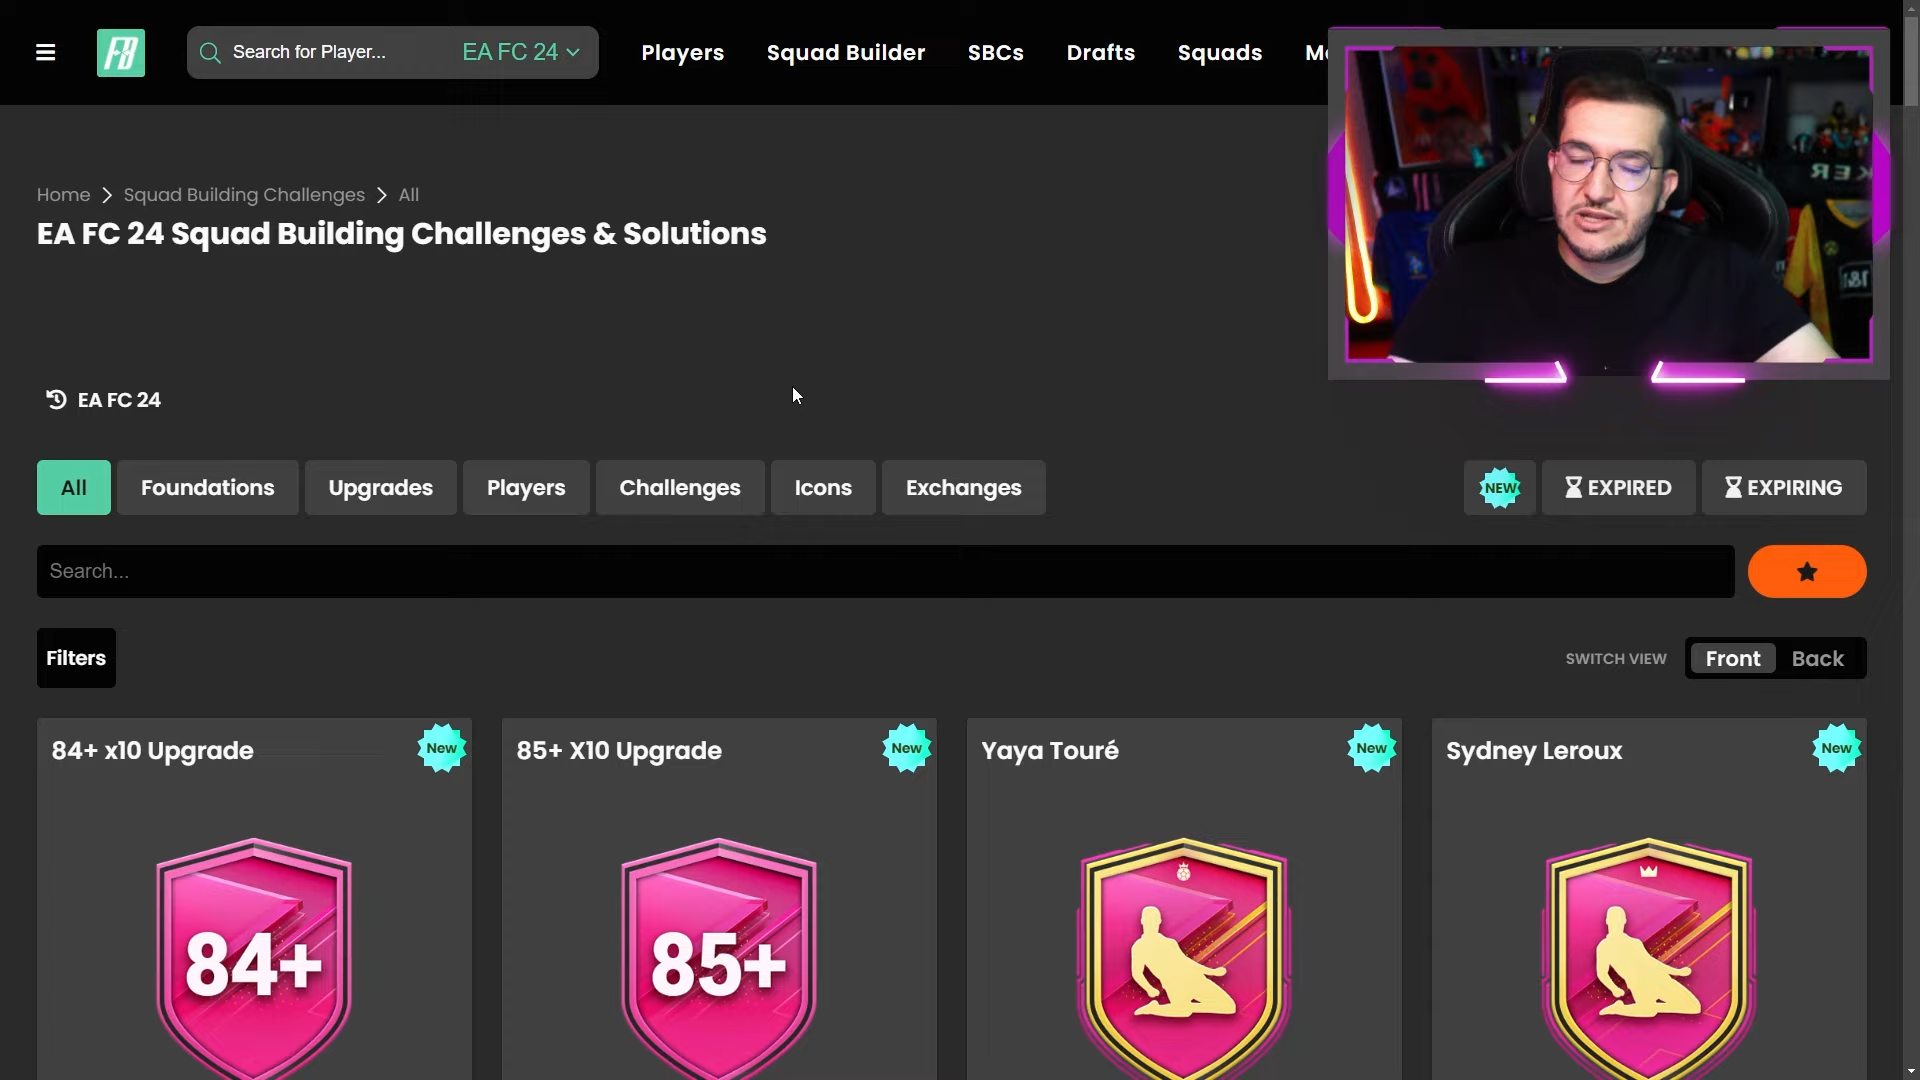 Search for Player...
EA FC 24
Players
Squad Builder
SBCs
Drafts
Squads
Home > Squad Building Challenges > All
EA FC 24 Squad Building Challenges & Solutions
EA FC 24
All
Foundations
Upgrades
Players
Challenges
Icons
Exchanges
NEW
EXPIRED
EXPIRING
Search...
Filters
SWITCH VIEW
Front
Back
84+ x10 Upgrade
New
85+ X10 Upgrade
New
Yaya Touré
New
Sydney Leroux
New
84+
85+